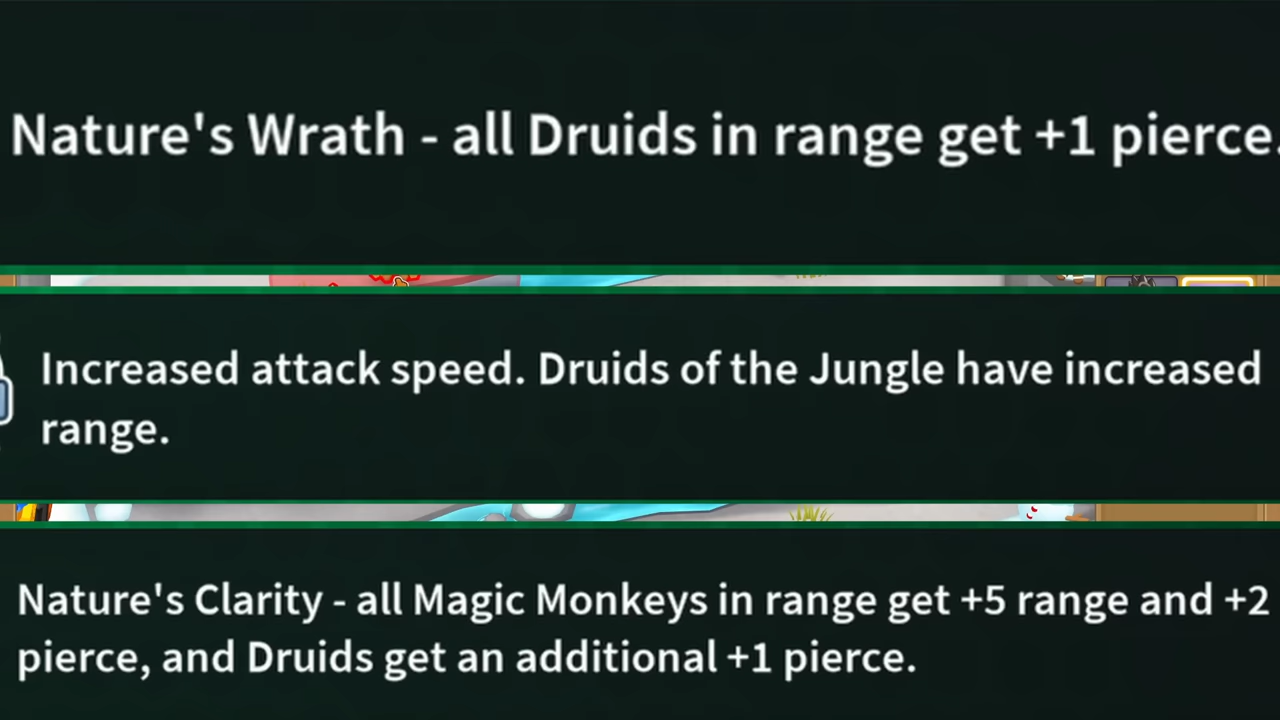 Nature's Wrath - all Druids in range get +1 pierce.
Increased attack speed. Druids of the Jungle have increased
range.
Nature's Clarity - all Magic Monkeys in range get +5 range and +2
pierce, and Druids get an additional +1 pierce.